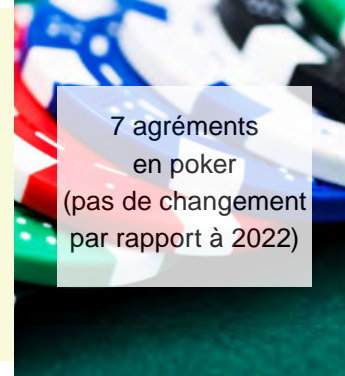 7 agréments
en poker
(pas de changement
par rapport à 2022)